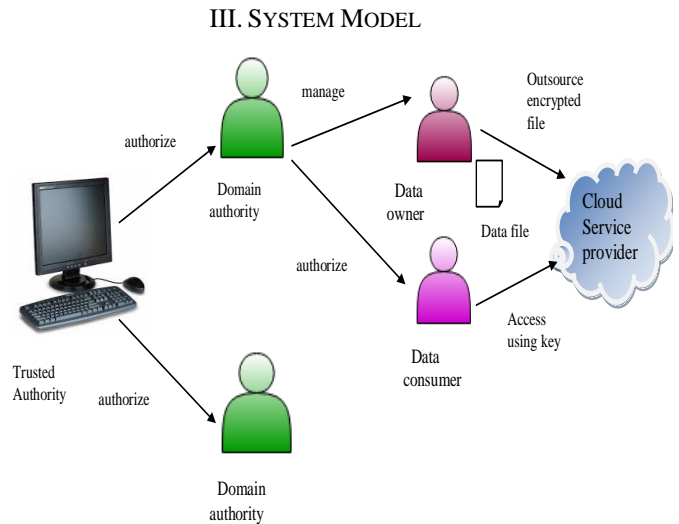 III. SYSTEM MODEL
manage
Outsource
encrypted
file
authorize
Domain
authority
Data
owner
Data file
Cloud
Service
provider
authorize
Access
using key
Data
consumer
Trusted
Authority
authorize
Domain
authority